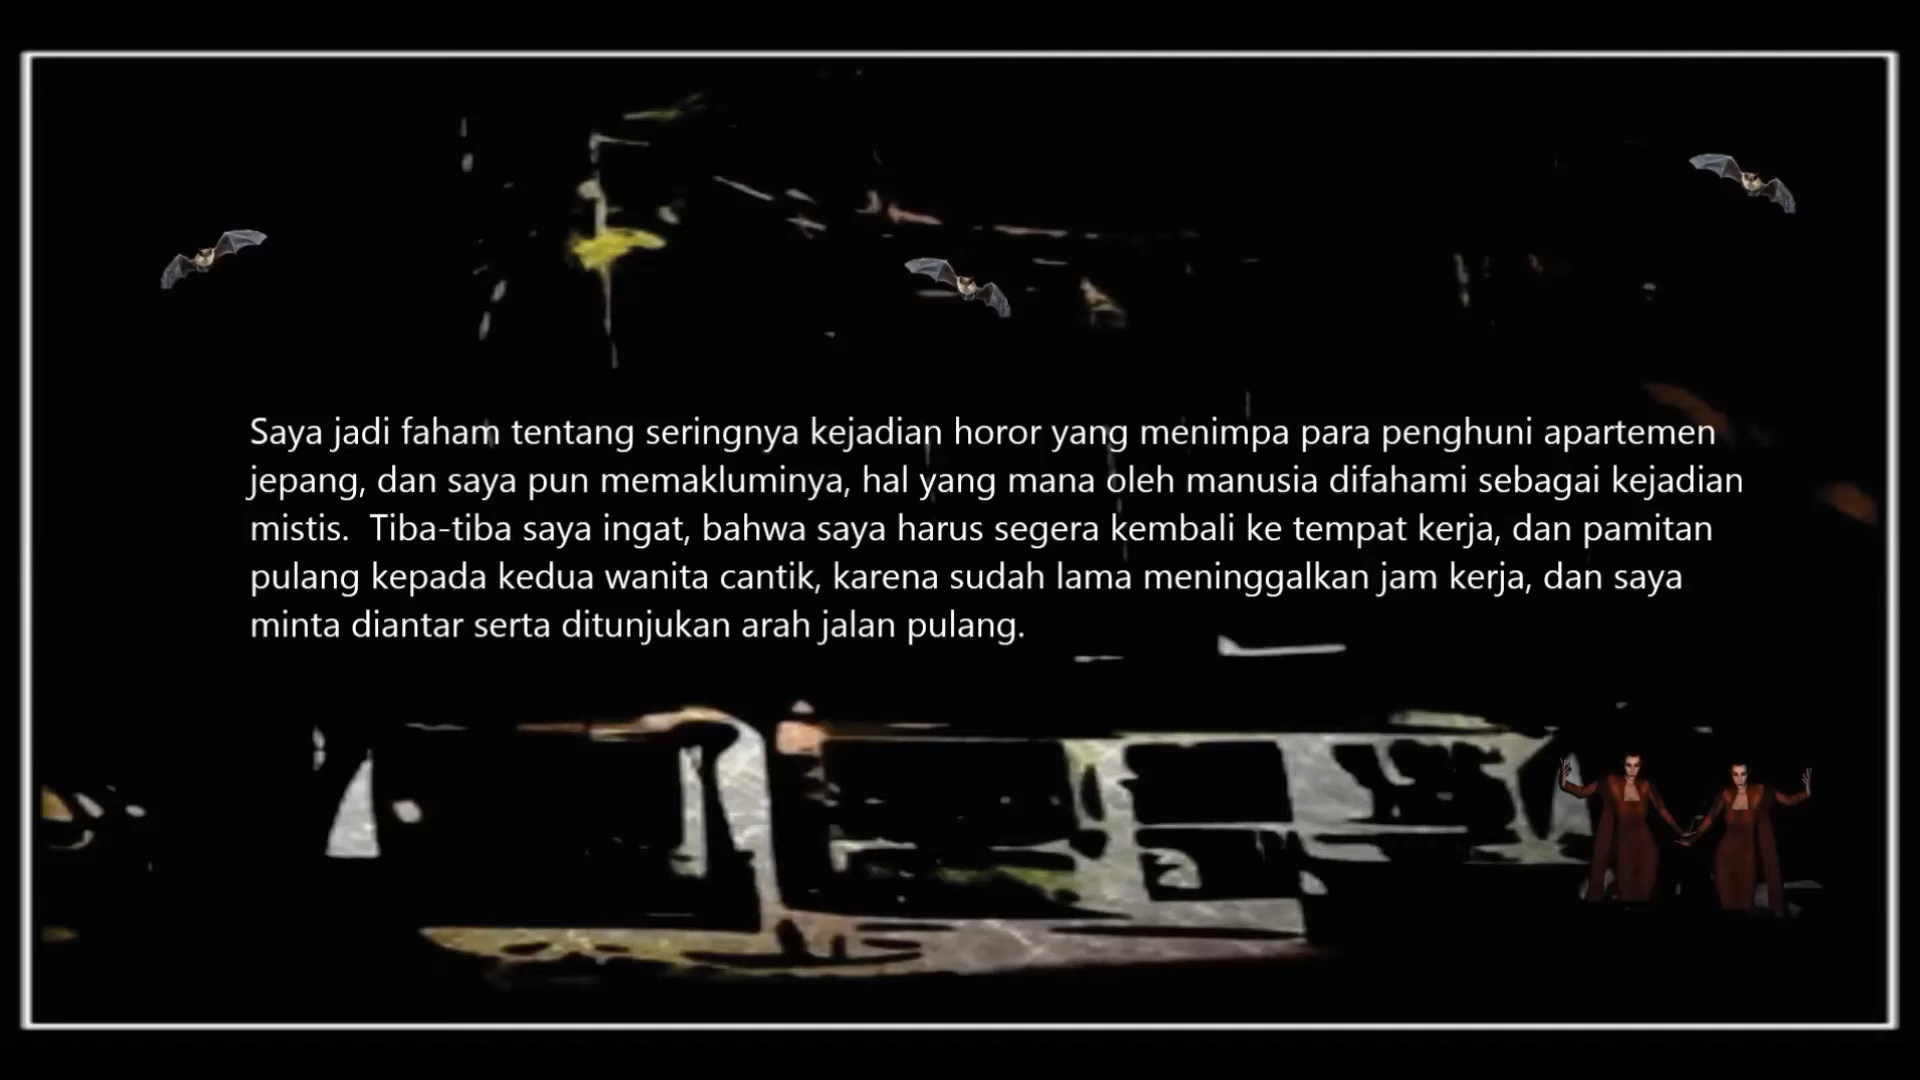 Saya jadi faham tentang seringnya kejadian horor yang menimpa para penghuni apartemen
jepang, dan saya pun memakluminya, hal yang mana oleh manusia difahami sebagai kejadian
mistis.  Tiba-tiba saya ingat, bahwa saya harus segera kembali ke tempat kerja, dan pamitan
pulang kepada kedua wanita cantik, karena sudah lama meninggalkan jam kerja, dan saya
minta diantar serta ditunjukan arah jalan pulang.